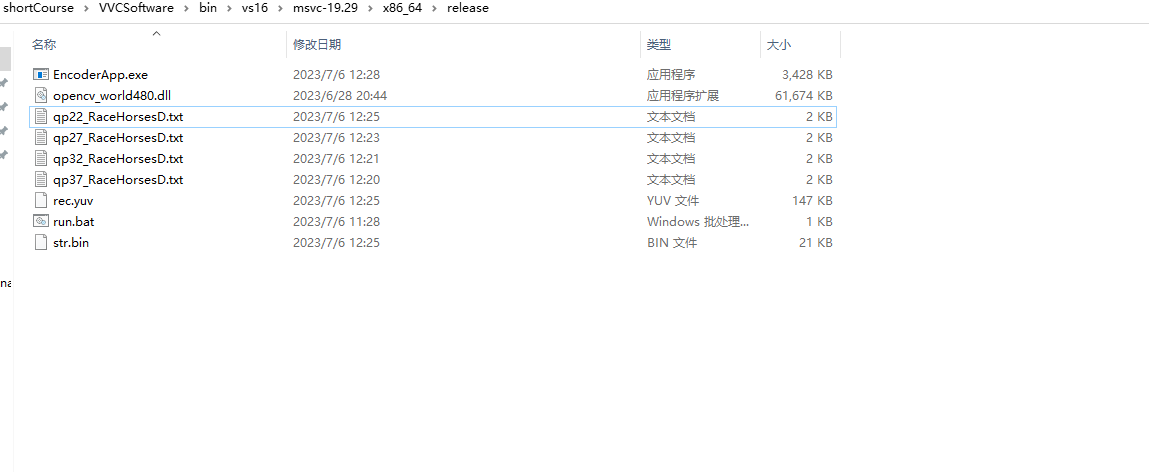 shortCourse > VVCSoftware > bin > vs16 > msvc-19.29 > x86_64 > release
名称 修改日期 类型 大小
EncoderApp.exe 2023/7/6 12:28 应用程序 3,428 KB
opencv_world480.dll 2023/6/28 20:44 应用程序扩展 61,674 KB
qp22_RaceHorsesD.txt 2023/7/6 12:25 文本文档 2 KB
qp27_RaceHorsesD.txt 2023/7/6 12:23 文本文档 2 KB
qp32_RaceHorsesD.txt 2023/7/6 12:21 文本文档 2 KB
qp37_RaceHorsesD.txt 2023/7/6 12:20 文本文档 2 KB
rec.yuv 2023/7/6 12:25 YUV 文件 147 KB
run.bat 2023/7/6 11:28 Windows 批处理... 1 KB
str.bin 2023/7/6 12:25 BIN 文件 21 KB
na